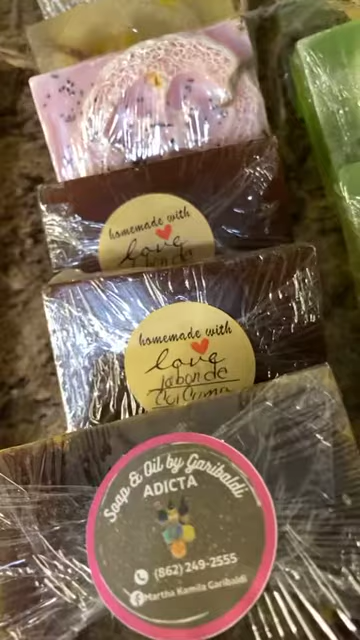 homemade with
love
homemade with
love
Jabon de
Soap & Oil by Garibaldi
ADICTA
(862) 249-2555
Martha Kamila Garibaldi